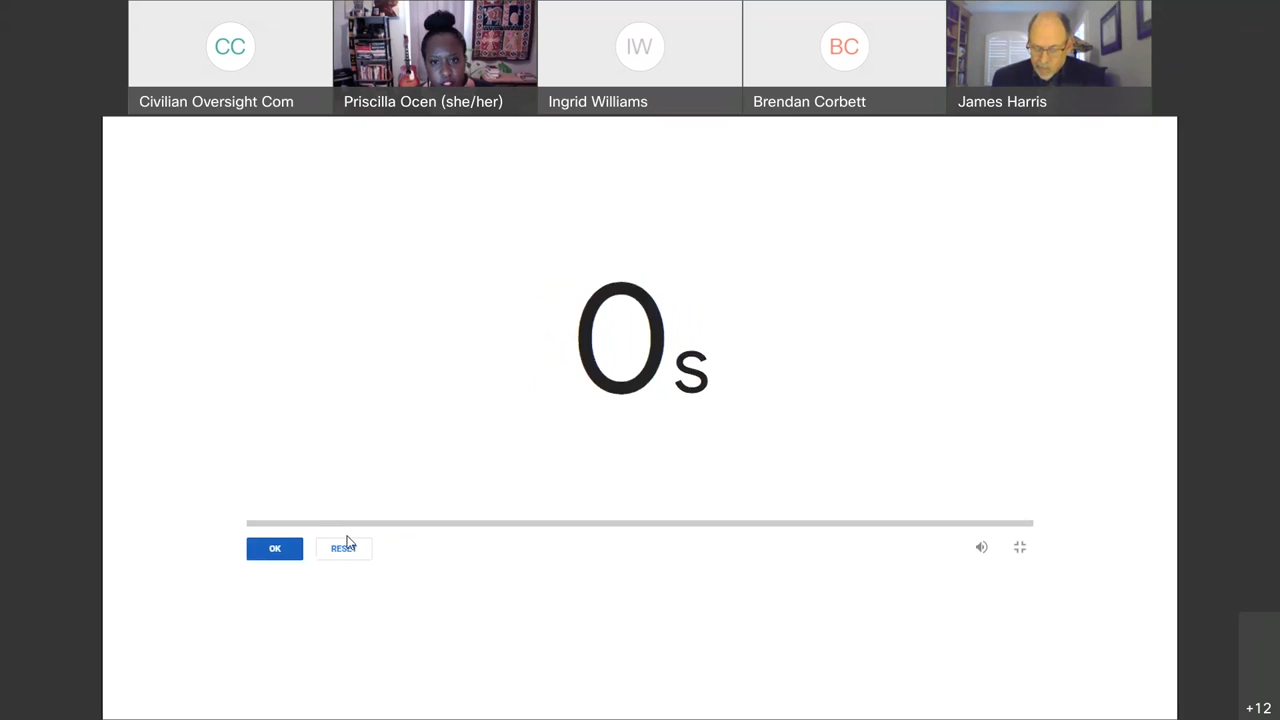 CC
IW
BC
Civilian Oversight Com
Priscilla Ocen (she/her)
Ingrid Williams
Brendan Corbett
James Harris
0s
OK
RESET
+12